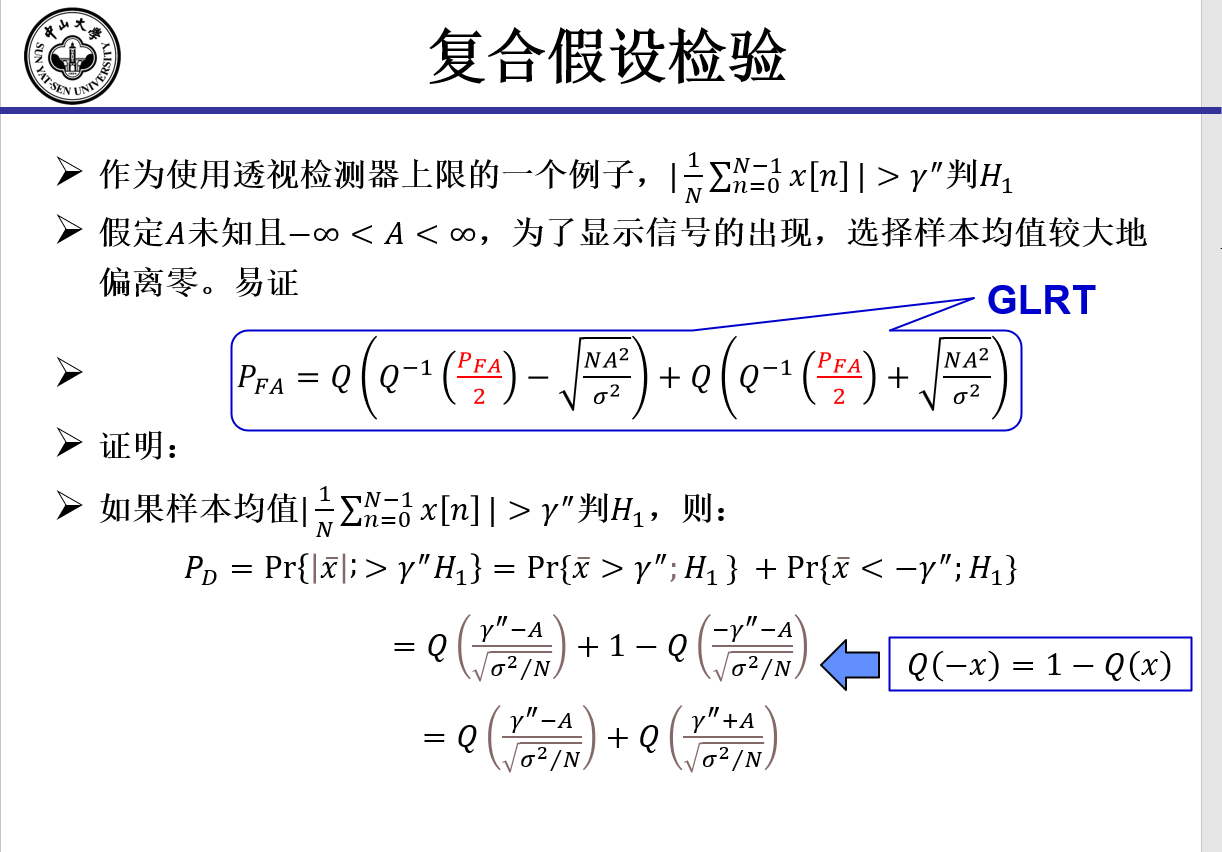 中山大学
SUN YAT-SEN UNIVERSITY
复合假设检验
➢ 作为使用透视检测器上限的一个例子，$|\frac{1}{N}\sum_{n=0}^{N-1} x[n]| > \gamma''$判$H_1$
➢ 假定$A$未知且$-\infty < A < \infty$，为了显示信号的出现，选择样本均值较大地
偏离零。易证
GLRT
➢ $P_{FA} = Q\left(Q^{-1}\left(\frac{P_{FA}}{2}\right) - \sqrt{\frac{NA^2}{\sigma^2}}\right) + Q\left(Q^{-1}\left(\frac{P_{FA}}{2}\right) + \sqrt{\frac{NA^2}{\sigma^2}}\right)$
➢ 证明：
➢ 如果样本均值$|\frac{1}{N}\sum_{n=0}^{N-1} x[n]| > \gamma''$判$H_1$，则：
$P_D = \Pr\{|\bar{x}|; > \gamma'' H_1\} = \Pr\{\bar{x} > \gamma''; H_1\} + \Pr\{\bar{x} < -\gamma''; H_1\}$
$= Q\left(\frac{\gamma''-A}{\sqrt{\sigma^2/N}}\right) + 1 - Q\left(\frac{-\gamma''-A}{\sqrt{\sigma^2/N}}\right)$
$Q(-x) = 1 - Q(x)$
$= Q\left(\frac{\gamma''-A}{\sqrt{\sigma^2/N}}\right) + Q\left(\frac{\gamma''+A}{\sqrt{\sigma^2/N}}\right)$